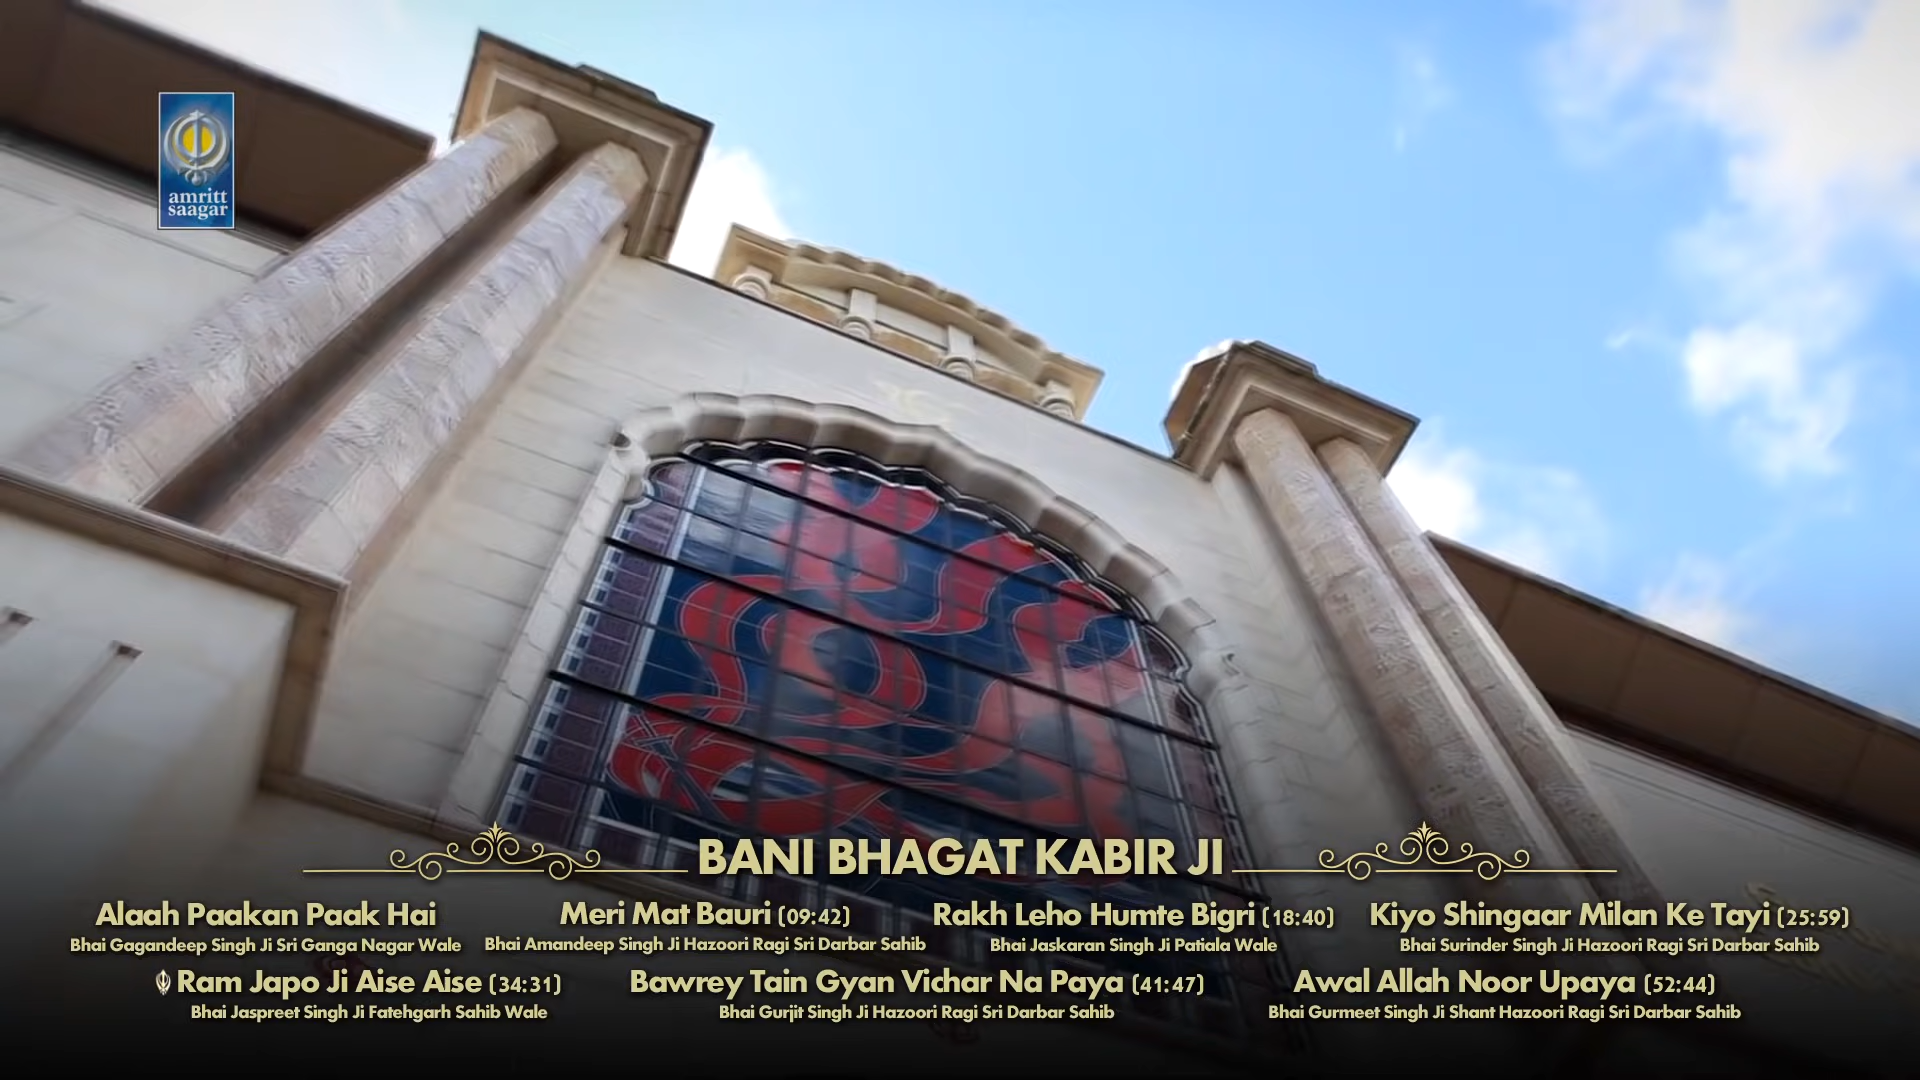 amritt
saagar
BANI BHAGAT KABIR JI
Alaah Paakan Paak Hai
Bhai Gagandeep Singh Ji Sri Ganga Nagar Wale
Meri Mat Bauri (09:42)
Bhai Amandeep Singh Ji Hazoori Ragi Sri Darbar Sahib
Rakh Leho Humte Bigri (18:40)
Bhai Jaskaran Singh Ji Patiala Wale
Kiyo Shingaar Milan Ke Tayi (25:59)
Bhai Surinder Singh Ji Hazoori Ragi Sri Darbar Sahib
Ram Japo Ji Aise Aise (34:31)
Bhai Jaspreet Singh Ji Fatehgarh Sahib Wale
Bawrey Tain Gyan Vichar Na Paya (41:47)
Bhai Gurjit Singh Ji Hazoori Ragi Sri Darbar Sahib
Awal Allah Noor Upaya (52:44)
Bhai Gurmeet Singh Ji Shant Hazoori Ragi Sri Darbar Sahib